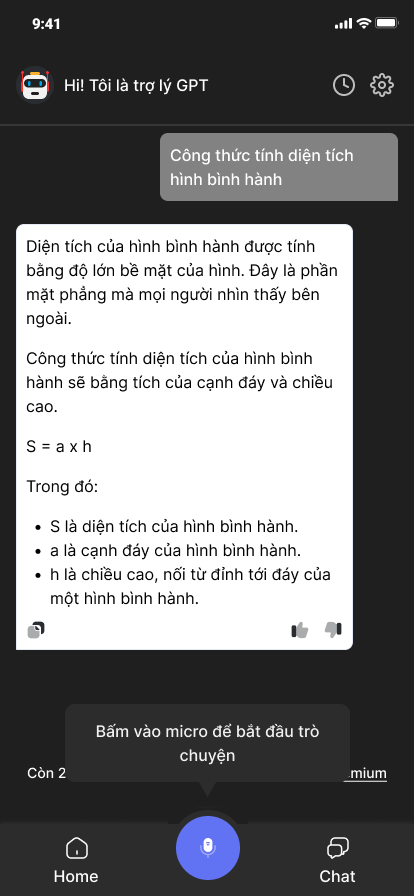 9:41
Hi! Tôi là trợ lý GPT
Công thức tính diện tích
hình bình hành
Diện tích của hình bình hành được tính
bằng độ lớn bề mặt của hình. Đây là phần
mặt phẳng mà mọi người nhìn thấy bên
ngoài.
Công thức tính diện tích của hình bình
hành sẽ bằng tích của cạnh đáy và chiều
cao.
S = a x h
Trong đó:
• S là diện tích của hình bình hành.
• a là cạnh đáy của hình bình hành.
• h là chiều cao, nối từ đỉnh tới đáy của
một hình bình hành.
Bấm vào micro để bắt đầu trò
chuyện
Còn 2
Home
Chat